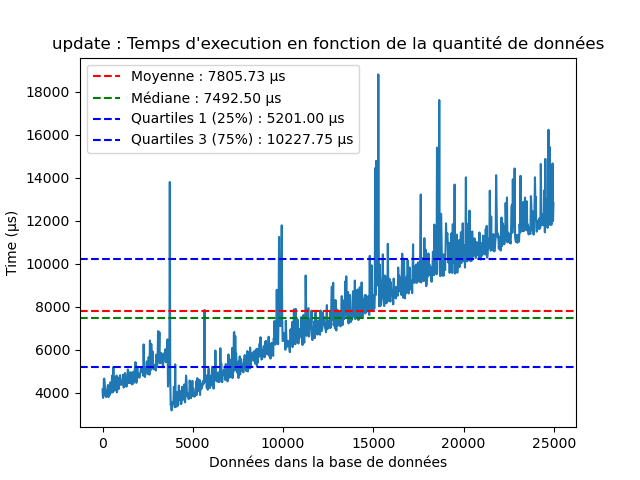 update : Temps d'execution en fonction de la quantité de données
Moyenne : 7805.73 µs
Médiane : 7492.50 µs
Quartiles 1 (25%) : 5201.00 µs
Quartiles 3 (75%) : 10227.75 µs
18000
16000
14000
12000
10000
8000
6000
4000
Time (µs)
0 5000 10000 15000 20000 25000
Données dans la base de données